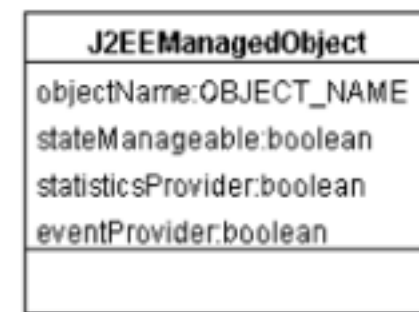 J2EEManagedObject
objectName:OBJECT_NAME
stateManageable:boolean
statisticsProvider:boolean
eventProvider:boolean